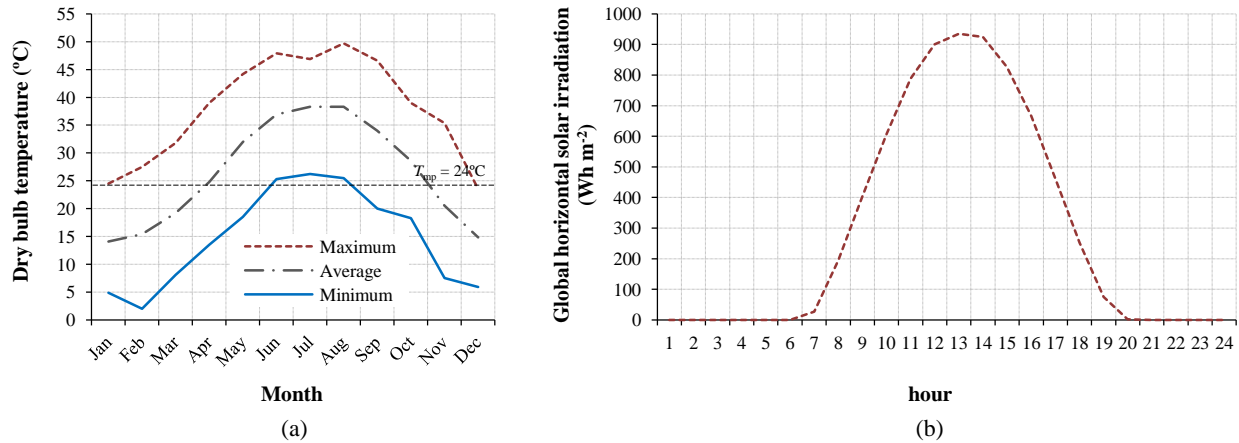 Dry bulb temperature (ºC)
55
50
45
40
35
30
25
20
15
10
5
0
Tmp = 24ºC
Maximum
Average
Minimum
Jan Feb Mar Apr May Jun Jul Aug Sep Oct Nov Dec
Month
(a)
Global horizontal solar irradiation
(Wh m-2)
1000
900
800
700
600
500
400
300
200
100
0
1 2 3 4 5 6 7 8 9 10 11 12 13 14 15 16 17 18 19 20 21 22 23 24
hour
(b)